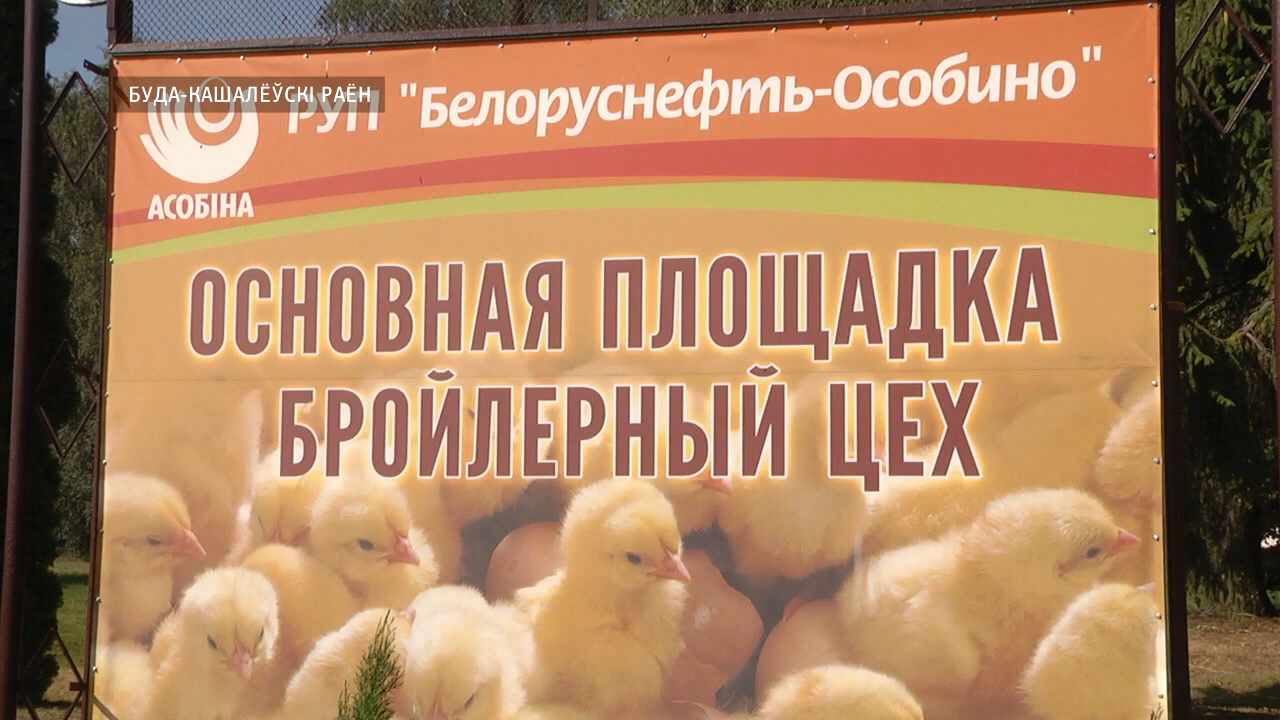 БУДА-КАШАЛЁЎСКІ РАЁН
РУП "Белоруснефть-Особино"
АСОБІНА
ОСНОВНАЯ ПЛОЩАДКА
БРОЙЛЕРНЫЙ ЦЕХ